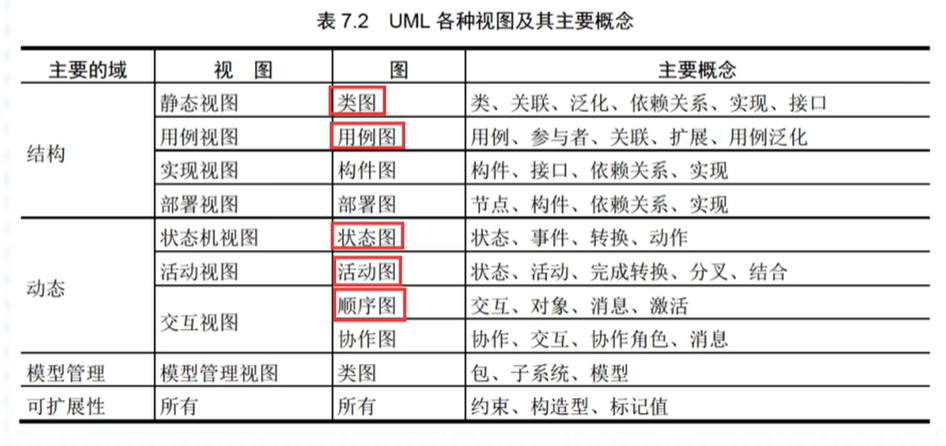 表 7.2 UML 各种视图及其主要概念
主要的域 视 图 图 主要概念
结构 静态视图 类图 类、关联、泛化、依赖关系、实现、接口
用例视图 用例图 用例、参与者、关联、扩展、用例泛化
实现视图 构件图 构件、接口、依赖关系、实现
部署视图 部署图 节点、构件、依赖关系、实现
动态 状态机视图 状态图 状态、事件、转换、动作
活动视图 活动图 状态、活动、完成转换、分叉、结合
交互视图 顺序图 交互、对象、消息、激活
协作图 协作、交互、协作角色、消息
模型管理 模型管理视图 类图 包、子系统、模型
可扩展性 所有 所有 约束、构造型、标记值